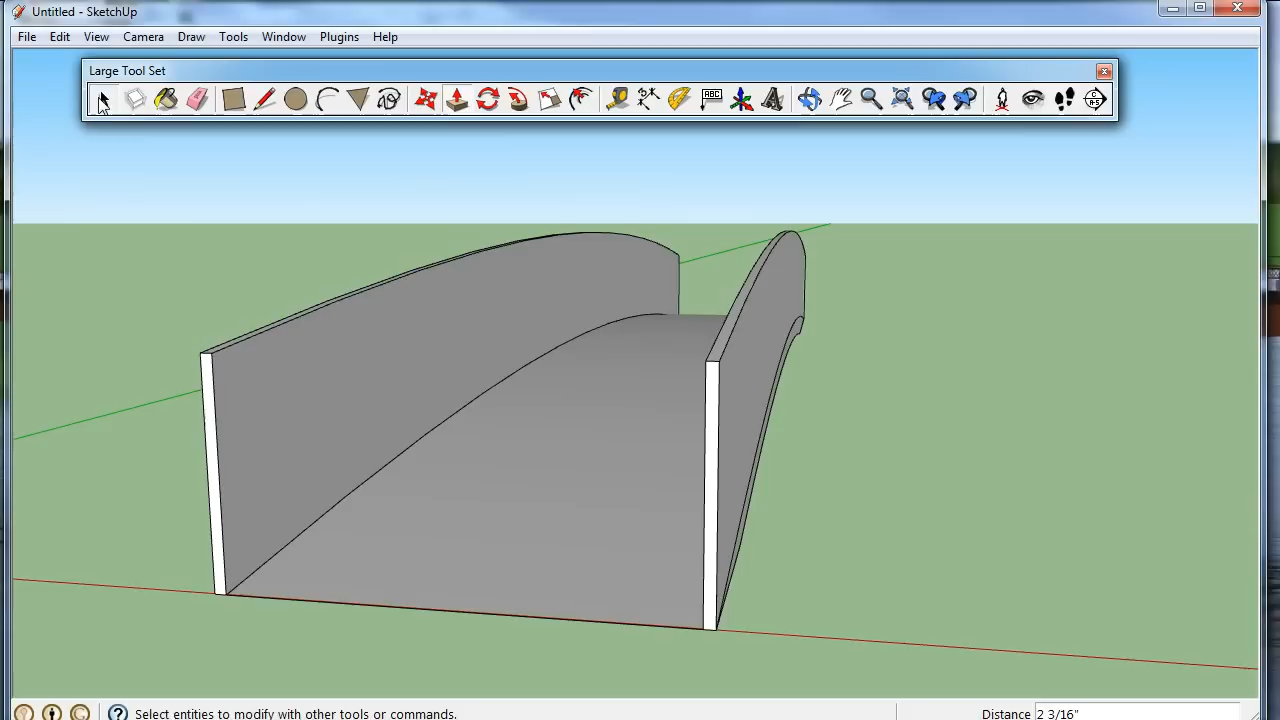 Untitled - SketchUp
File Edit View Camera Draw Tools Window Plugins Help
Large Tool Set
ABC
A
Select entities to modify with other tools or commands.
Distance 2 3/16"